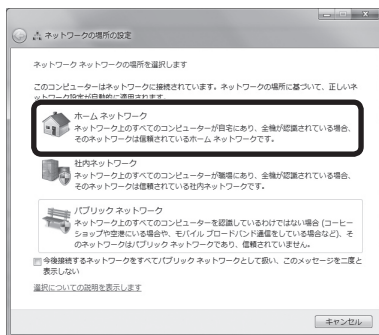 ネットワークの場所の設定
ネットワーク ネットワークの場所を選択します
このコンピューターはネットワークに接続されています。ネットワークの場所に基づいて、正しいネ
ットワーク設定が自動的に適用されます。
ホーム ネットワーク
ネットワーク上のすべてのコンピューターが自宅にあり、全機が認識されている場合、
そのネットワークは信頼されているホーム ネットワークです。
社内ネットワーク
ネットワーク上のすべてのコンピューターが職場にあり、全機が認識されている場合、
そのネットワークは信頼されている社内ネットワークです。
パブリック ネットワーク
ネットワーク上のすべてのコンピューターを認識しているわけではない場合 (コーヒー
ショップや空港にいる場合や、モバイル ブロードバンド通信をしている場合など)、そ
のネットワークはパブリック ネットワークであり、信頼されていません。
今後接続するネットワークをすべてパブリック ネットワークとして扱い、このメッセージを二度と
表示しない
選択についての説明を表示します
キャンセル